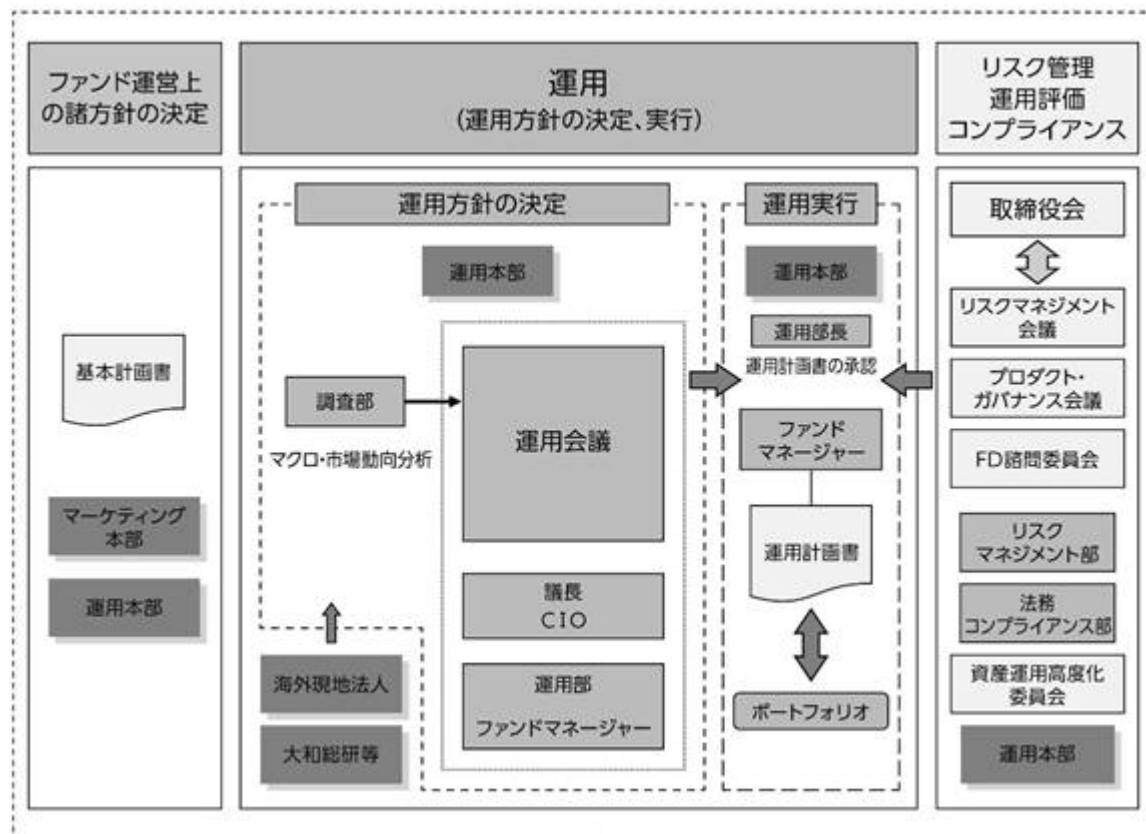 ファンド運営上
の諸方針の決定
運用
(運用方針の決定、実行)
リスク管理
運用評価
コンプライアンス
基本計画書
マーケティング
本部
運用本部
運用方針の決定
運用本部
調査部
マクロ・市場動向分析
運用会議
議長
CIO
運用部
ファンドマネージャー
海外現地法人
大和総研等
運用実行
運用本部
運用部長
運用計画書の承認
ファンド
マネージャー
運用計画書
ポートフォリオ
取締役会
リスクマネジメント
会議
プロダクト・
ガバナンス会議
FD諮問委員会
リスク
マネジメント部
法務
コンプライアンス部
資産運用高度化
委員会
運用本部